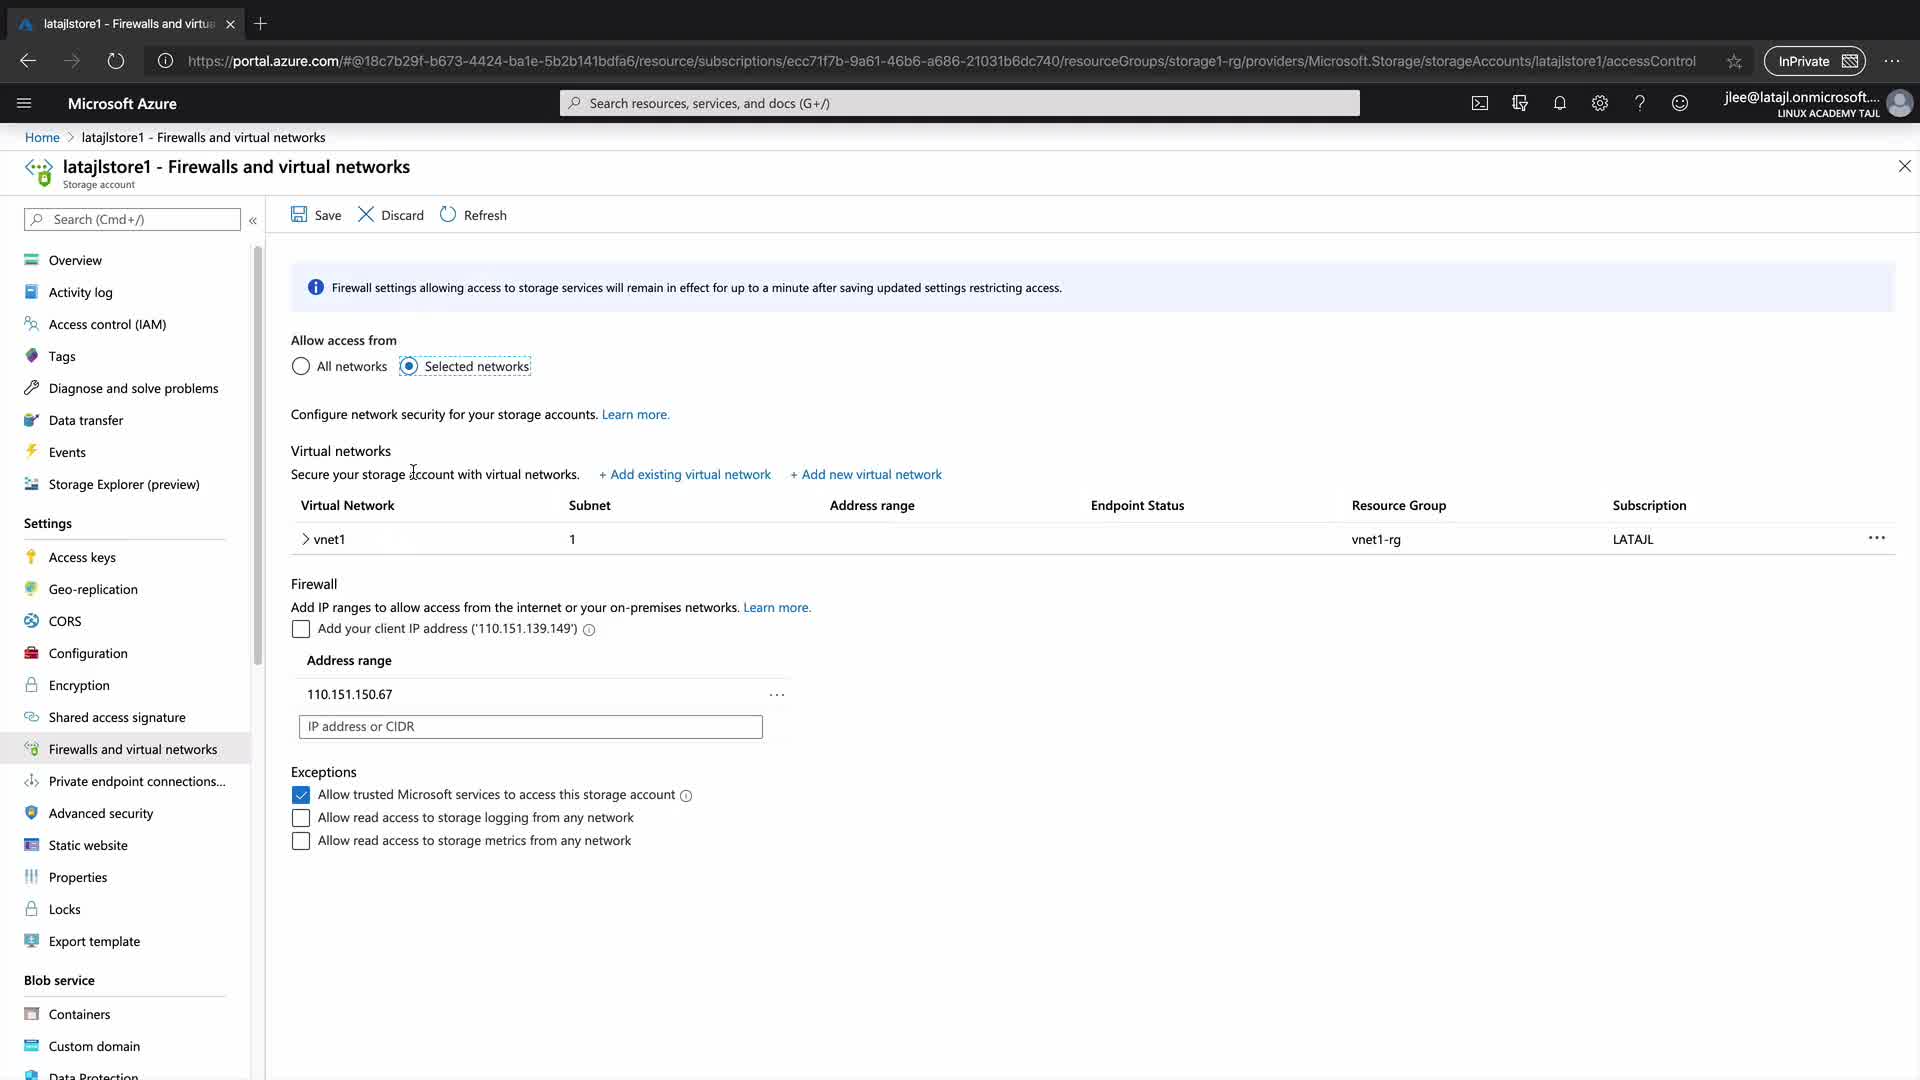 latajlstore1 - Firewalls and virtu
https://portal.azure.com/#@18c7b29f-b673-4424-ba1e-5b2b141bdfa6/resource/subscriptions/ecc71f7b-9a61-46b6-a686-21031b6dc740/resourceGroups/storage1-rg/providers/Microsoft.Storage/storageAccounts/latajlstore1/accessControl
InPrivate
Microsoft Azure
Search resources, services, and docs (G+/)
jlee@latajl.onmicrosoft....
LINUX ACADEMY TAJL
Home > latajlstore1 - Firewalls and virtual networks
latajlstore1 - Firewalls and virtual networks
Storage account
Search (Cmd+/)
«
Overview
Activity log
Access control (IAM)
Tags
Diagnose and solve problems
Data transfer
Events
Storage Explorer (preview)
Settings
Access keys
Geo-replication
CORS
Configuration
Encryption
Shared access signature
Firewalls and virtual networks
Private endpoint connections...
Advanced security
Static website
Properties
Locks
Export template
Blob service
Containers
Custom domain
Data Protection
Save Discard Refresh
Firewall settings allowing access to storage services will remain in effect for up to a minute after saving updated settings restricting access.
Allow access from
All networks Selected networks
Configure network security for your storage accounts. Learn more.
Virtual networks
Secure your storage account with virtual networks. + Add existing virtual network + Add new virtual network
Virtual Network Subnet Address range Endpoint Status Resource Group Subscription
vnet1 1 vnet1-rg LATAJL ...
Firewall
Add IP ranges to allow access from the internet or your on-premises networks. Learn more.
Add your client IP address ('110.151.139.149')
Address range
110.151.150.67 ...
IP address or CIDR
Exceptions
Allow trusted Microsoft services to access this storage account
Allow read access to storage logging from any network
Allow read access to storage metrics from any network